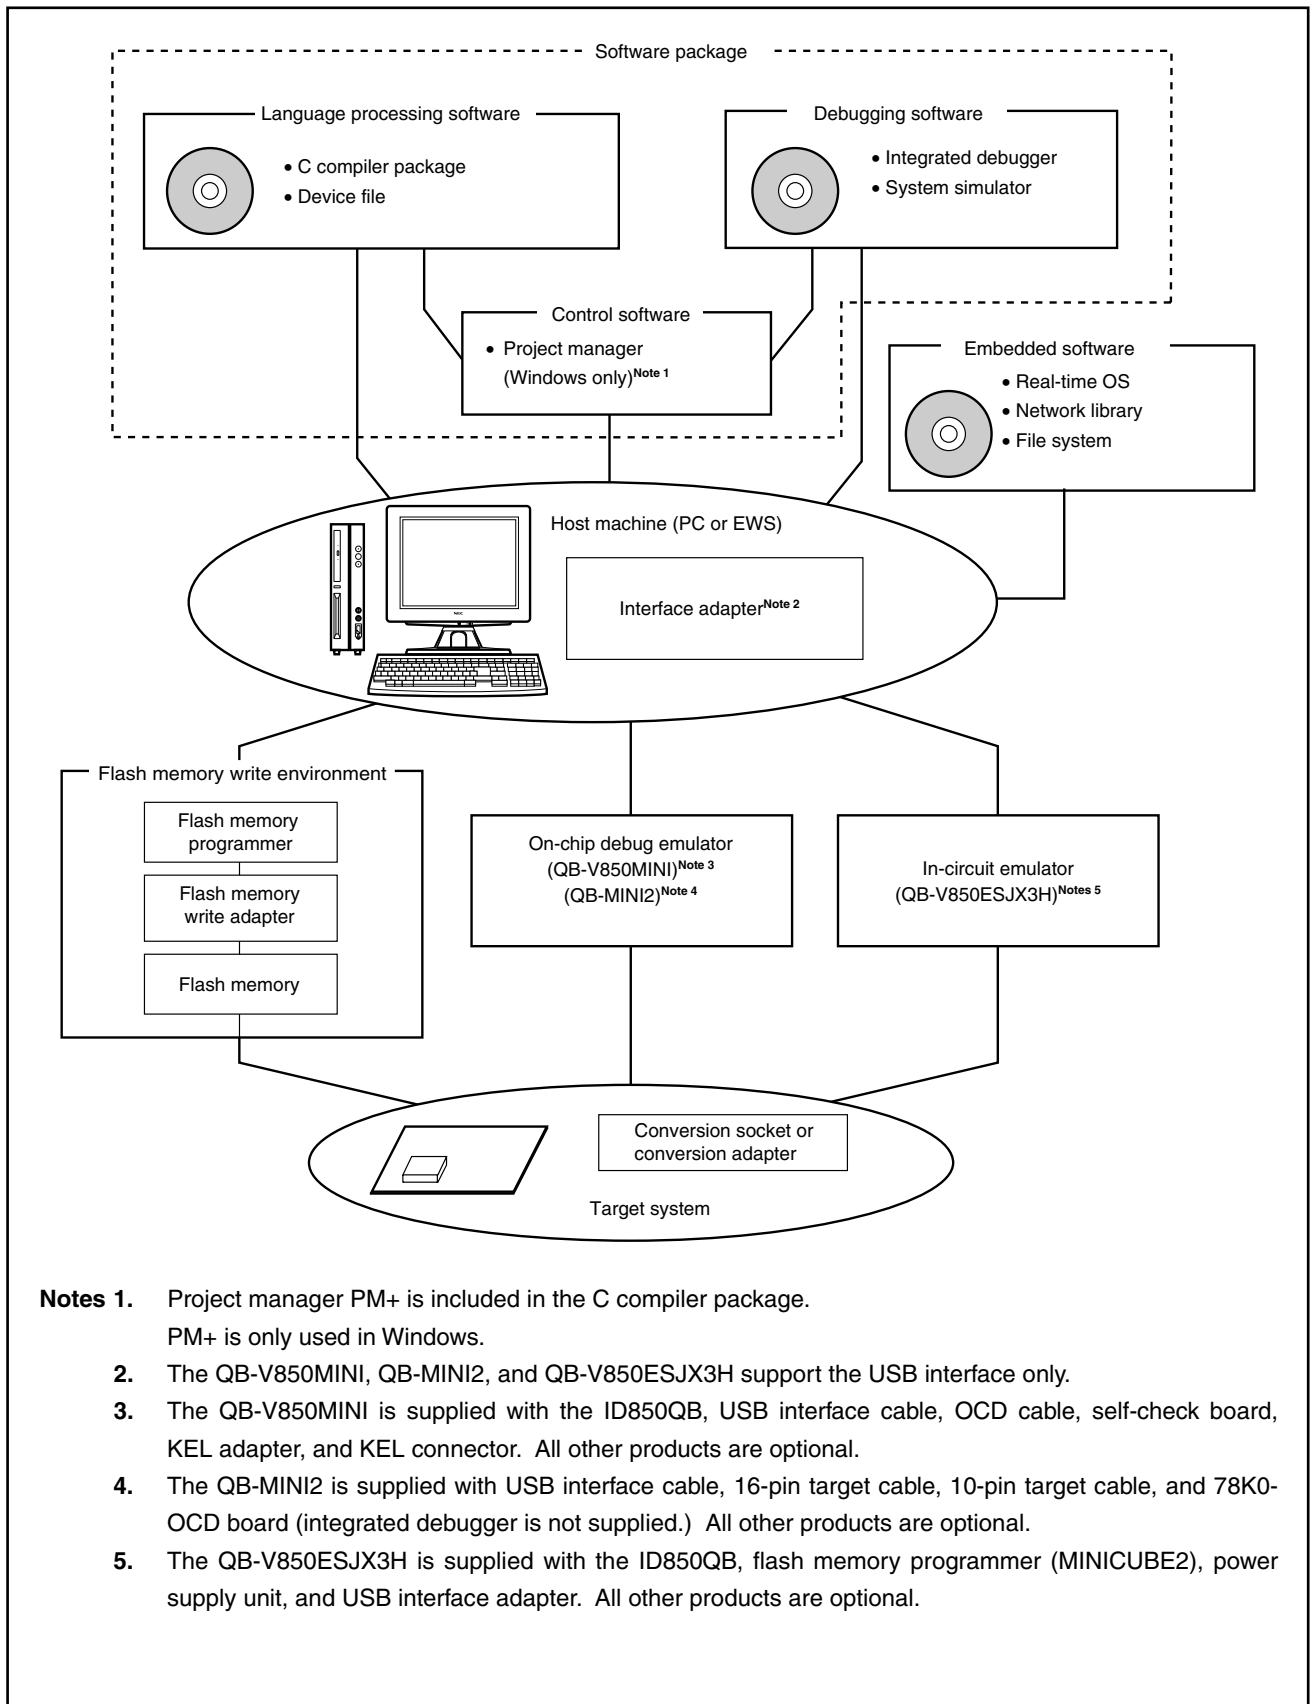 Software package
Language processing software
• C compiler package
• Device file
Debugging software
• Integrated debugger
• System simulator
Control software
• Project manager
(Windows only)Note 1
Embedded software
• Real-time OS
• Network library
• File system
Host machine (PC or EWS)
Interface adapterNote 2
NEC
Flash memory write environment
Flash memory
programmer
Flash memory
write adapter
Flash memory
On-chip debug emulator
(QB-V850MINI)Note 3
(QB-MINI2)Note 4
In-circuit emulator
(QB-V850ESJX3H)Notes 5
Conversion socket or
conversion adapter
Target system
Notes 1. Project manager PM+ is included in the C compiler package.
PM+ is only used in Windows.
2. The QB-V850MINI, QB-MINI2, and QB-V850ESJX3H support the USB interface only.
3. The QB-V850MINI is supplied with the ID850QB, USB interface cable, OCD cable, self-check board,
KEL adapter, and KEL connector. All other products are optional.
4. The QB-MINI2 is supplied with USB interface cable, 16-pin target cable, 10-pin target cable, and 78K0-
OCD board (integrated debugger is not supplied.) All other products are optional.
5. The QB-V850ESJX3H is supplied with the ID850QB, flash memory programmer (MINICUBE2), power
supply unit, and USB interface adapter. All other products are optional.